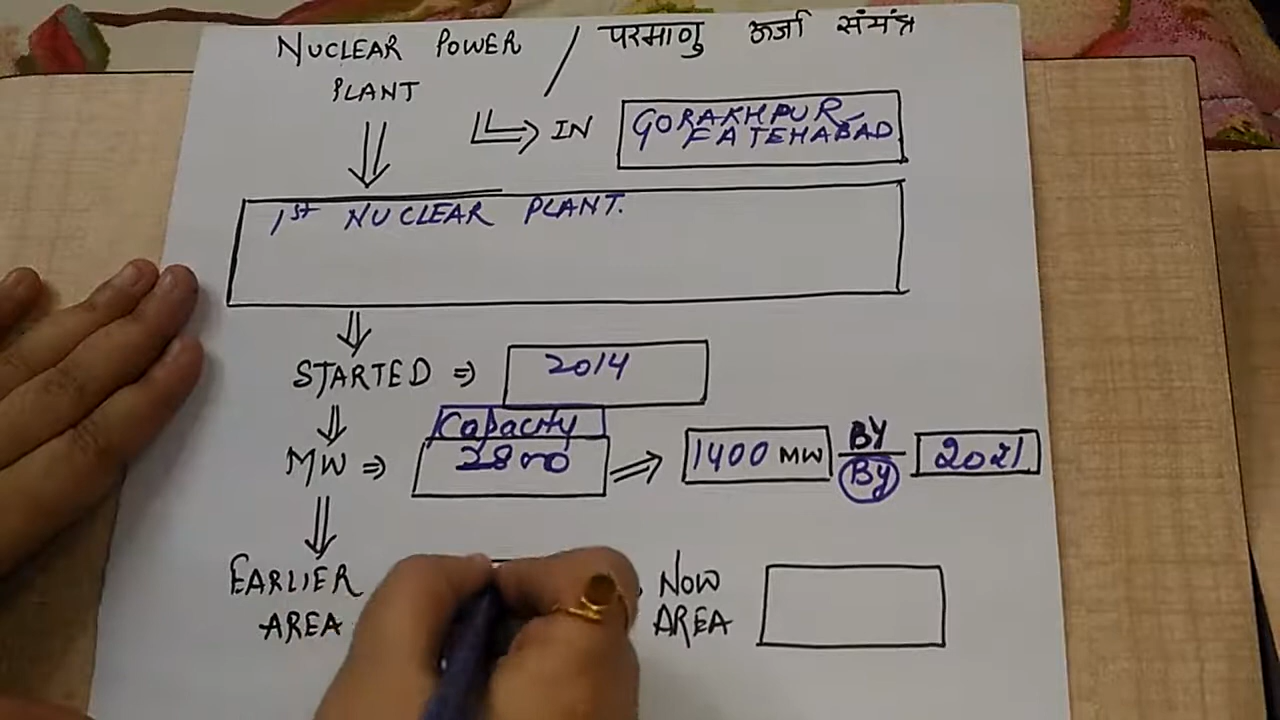 NUCLEAR POWER / परमाणु ऊर्जा संयंत्र
PLANT
IN GORAKHPUR
FATEHABAD
1st NUCLEAR PLANT.
STARTED ⇒ 2014
Capacity
MW ⇒ 2800 ⇒ 1400 MW BY
By 2021
EARLIER
AREA
NOW
AREA